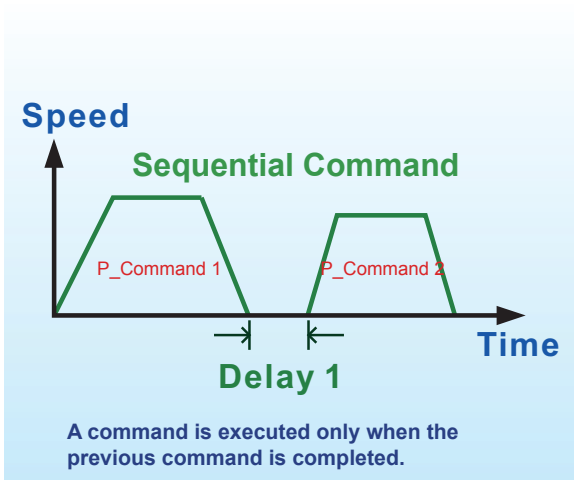 Speed
Sequential Command
P_Command 1
P_Command 2
Time
Delay 1
A command is executed only when the
previous command is completed.